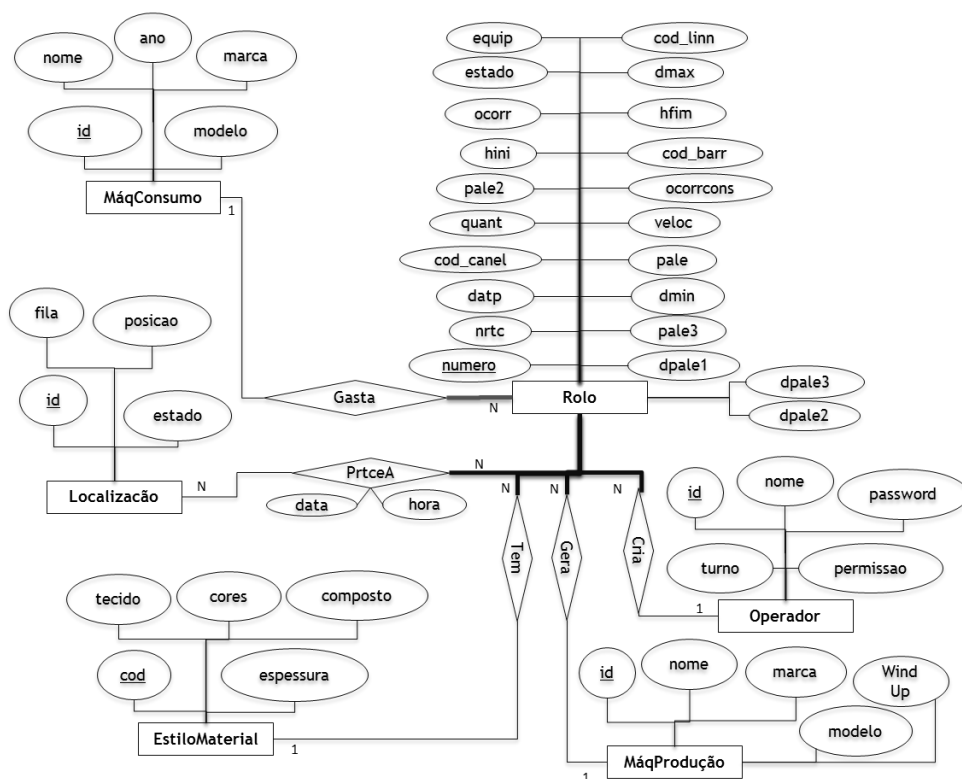 ano
nome
marca
id
modelo
MáqConsumo
1
equip
cod_linn
estado
dmax
ocorr
hfim
hini
cod_barr
pale2
ocorrcons
quant
veloc
cod_canel
pale
datp
dmin
nrtc
pale3
numero
dpale1
Gasta
N
Rolo
dpale3
dpale2
fila
posicao
id
estado
Localizacão
N
PrtceA
N
data
hora
N
N
N
Tem
Gera
Cria
id
nome
password
turno
permissao
1
Operador
tecido
cores
composto
cod
espessura
EstiloMaterial
1
id
nome
marca
Wind
Up
modelo
MáqProdução
1